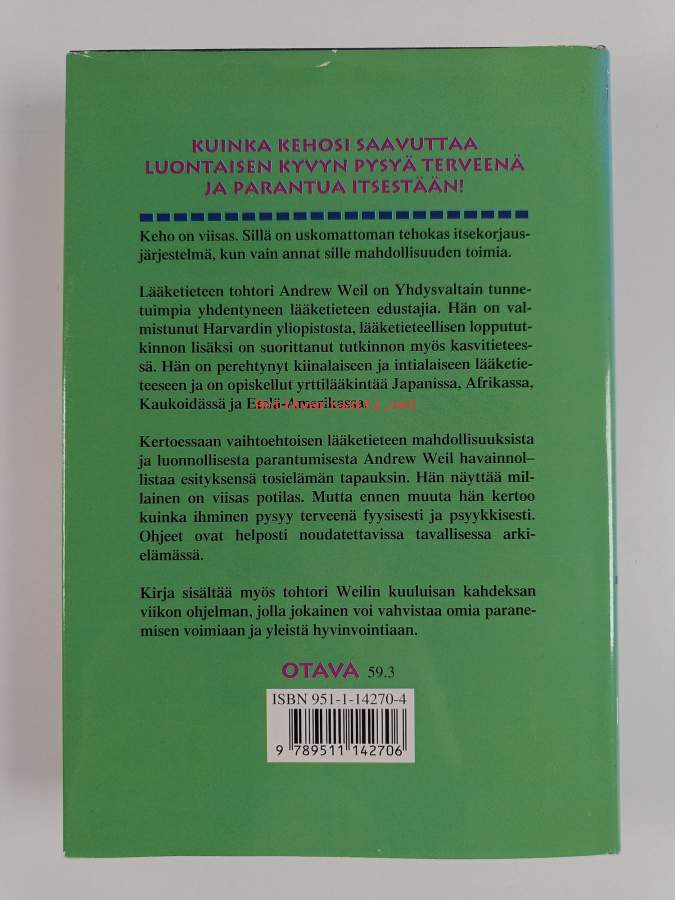 KUINKA KEHOSI SAAVUTTAA
LUONTAISEN KYVYN PYSYÄ TERVEENÄ
JA PARANTUA ITSESTÄÄN!
Keho on viisas. Sillä on uskomattoman tehokas itsekorjaus-
järjestelmä, kun vain annat sille mahdollisuuden toimia.
Lääketieteen tohtori Andrew Weil on Yhdysvaltain tunne-
tuimpia yhdentyneen lääketieteen edustajia. Hän on val-
mistunut Harvardin yliopistosta, lääketieteellisen lopputut-
kinnon lisäksi on suorittanut tutkinnon myös kasvitietees-
sä. Hän on perehtynyt kiinalaiseen ja intialaiseen lääketie-
teeseen ja on opiskellut yrttilääkintää Japanissa, Afrikassa,
Kaukoidässä ja Etelä-Amerikassa.
Kertoessaan vaihtoehtoisen lääketieteen mahdollisuuksista
ja luonnollisesta parantumisesta Andrew Weil havainnol–
listaa esityksensä tosielämän tapauksin. Hän näyttää mil-
lainen on viisas potilas. Mutta ennen muuta hän kertoo
kuinka ihminen pysyy terveenä fyysisesti ja psyykkisesti.
Ohjeet ovat helposti noudatettavissa tavallisessa arki-
elämässä.
Kirja sisältää myös tohtori Weilin kuuluisan kahdeksan
viikon ohjelman, jolla jokainen voi vahvistaa omia parane-
misen voimiaan ja yleistä hyvinvointiaan.
OTAVA 59.3
ISBN 951-1-14270-4
9 789511 142706